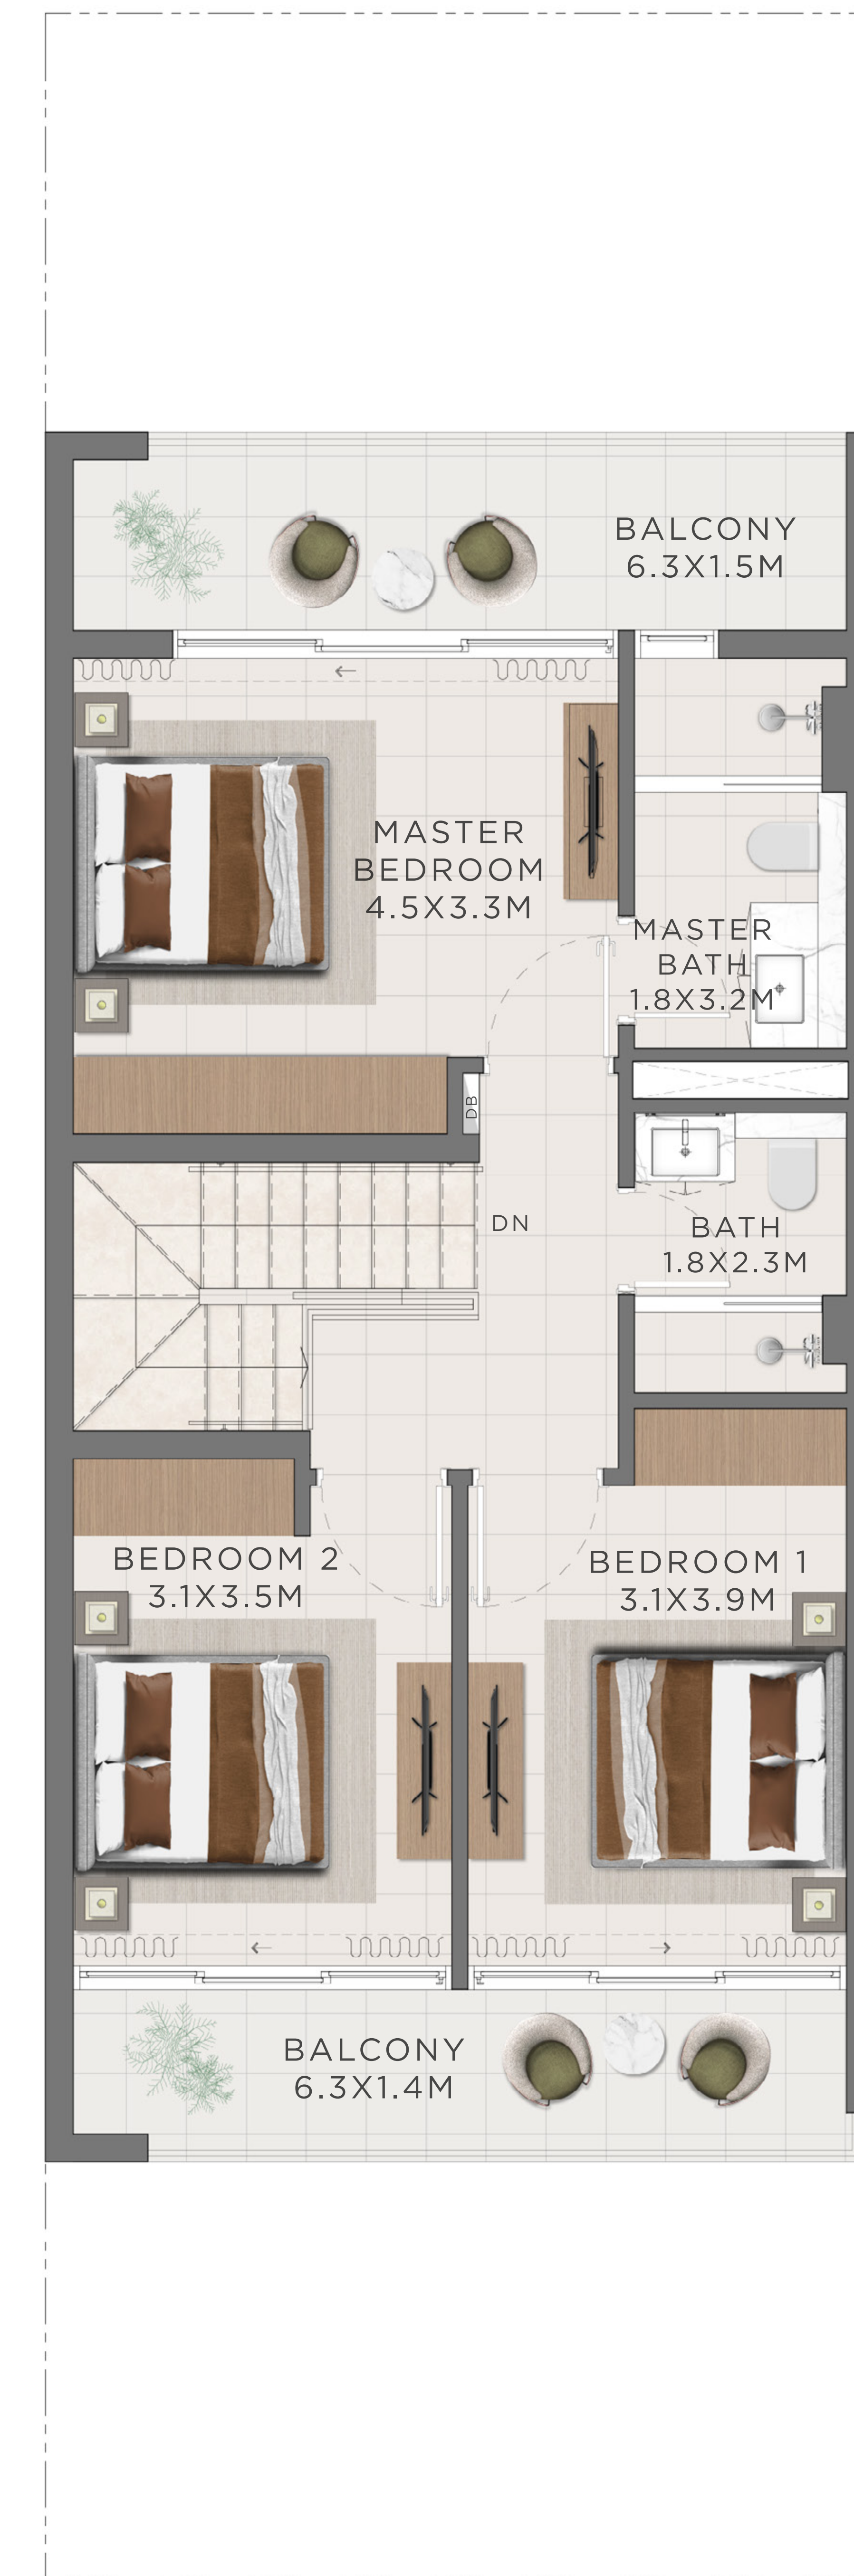 BALCONY
6.3X1.5M
MASTER
BEDROOM
4.5X3.3M
MASTER
BATH
1.8X3.2M
DB
DN
BATH
1.8X2.3M
BEDROOM 2
3.1X3.5M
BEDROOM 1
3.1X3.9M
BALCONY
6.3X1.4M